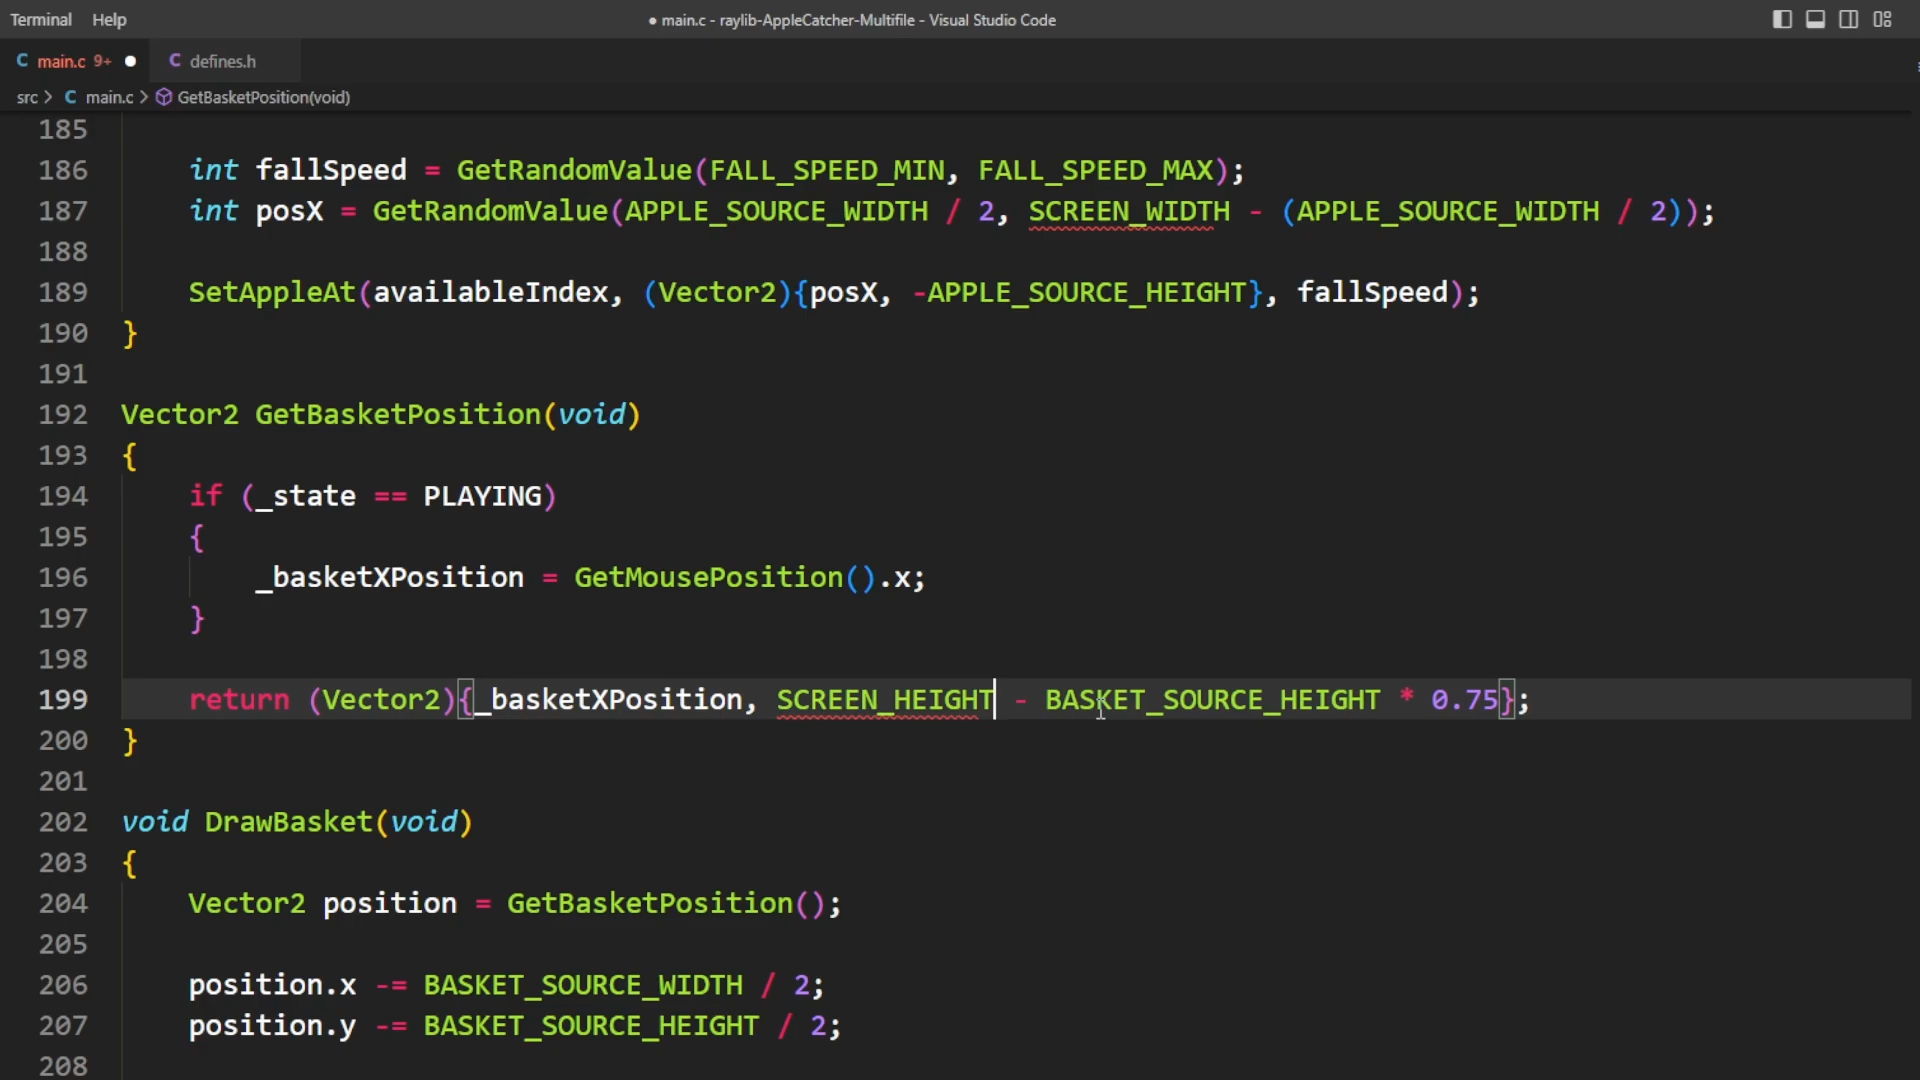 Terminal Help
● main.c - raylib-AppleCatcher-Multifile - Visual Studio Code
C main.c 9+ ● C defines.h
src > C main.c > GetBasketPosition(void)
185
186 int fallSpeed = GetRandomValue(FALL_SPEED_MIN, FALL_SPEED_MAX);
187 int posX = GetRandomValue(APPLE_SOURCE_WIDTH / 2, SCREEN_WIDTH - (APPLE_SOURCE_WIDTH / 2));
188
189 SetAppleAt(availableIndex, (Vector2){posX, -APPLE_SOURCE_HEIGHT}, fallSpeed);
190 }
191
192 Vector2 GetBasketPosition(void)
193 {
194 if (_state == PLAYING)
195 {
196 _basketXPosition = GetMousePosition().x;
197 }
198
199 return (Vector2){_basketXPosition, SCREEN_HEIGHT - BASKET_SOURCE_HEIGHT * 0.75};
200 }
201
202 void DrawBasket(void)
203 {
204 Vector2 position = GetBasketPosition();
205
206 position.x -= BASKET_SOURCE_WIDTH / 2;
207 position.y -= BASKET_SOURCE_HEIGHT / 2;
208